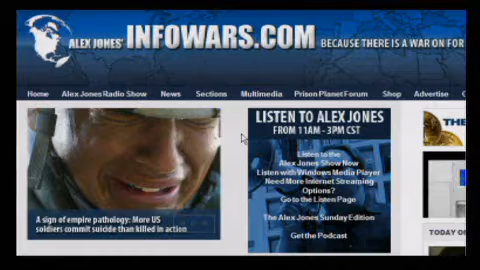 ALEX JONES' INFOWARS.COM BECAUSE THERE IS A WAR ON FOR
Home Alex Jones Radio Show News Sections Multimedia Prison Planet Forum Shop Advertise
LISTEN TO ALEX JONES
FROM 11AM - 3PM CST
THE
Listen to the
Alex Jones Show Now
Listen with Windows Media Player
Need More Internet Streaming
Options?
Go to the Listen Page
The Alex Jones Sunday Edition
Get the Podcast
A sign of empire pathology: More US
soldiers commit suicide than killed in action
TODAY ON